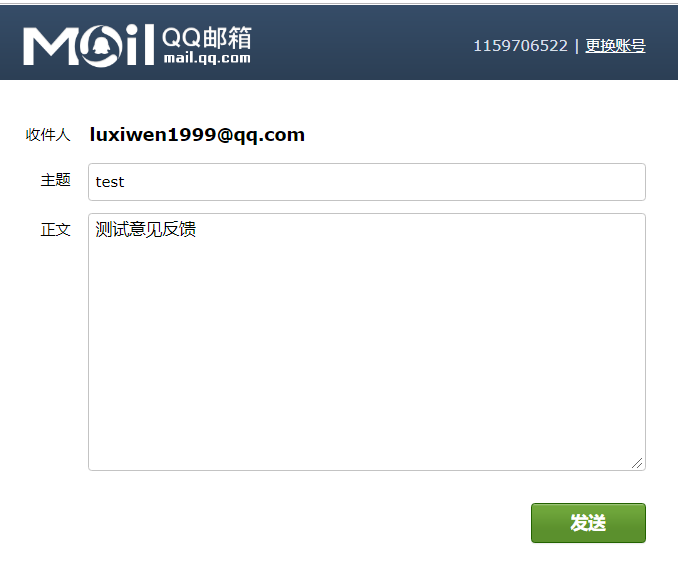 Mail QQ邮箱
mail.qq.com
1159706522 | 更换账号
收件人 luxiwen1999@qq.com
主题 test
正文 测试意见反馈
发送